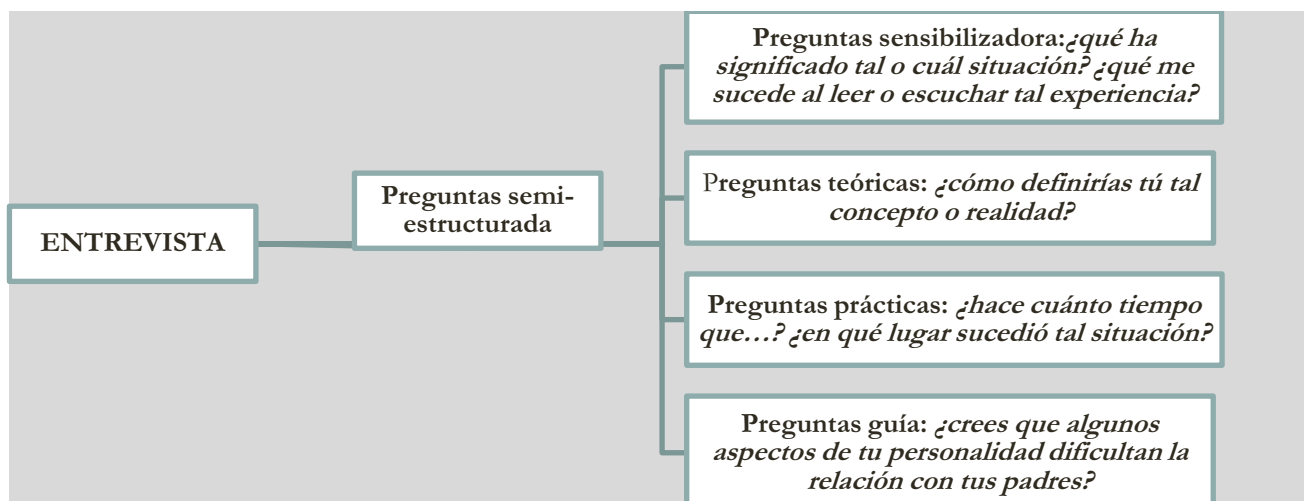 ENTREVISTA
Preguntas semi-
estructurada
Preguntas sensibilizadora:¿qué ha
significado tal o cuál situación? ¿qué me
sucede al leer o escuchar tal experiencia?
Preguntas teóricas: ¿cómo definirías tú tal
concepto o realidad?
Preguntas prácticas: ¿hace cuánto tiempo
que…? ¿en qué lugar sucedió tal situación?
Preguntas guía: ¿crees que algunos
aspectos de tu personalidad dificultan la
relación con tus padres?